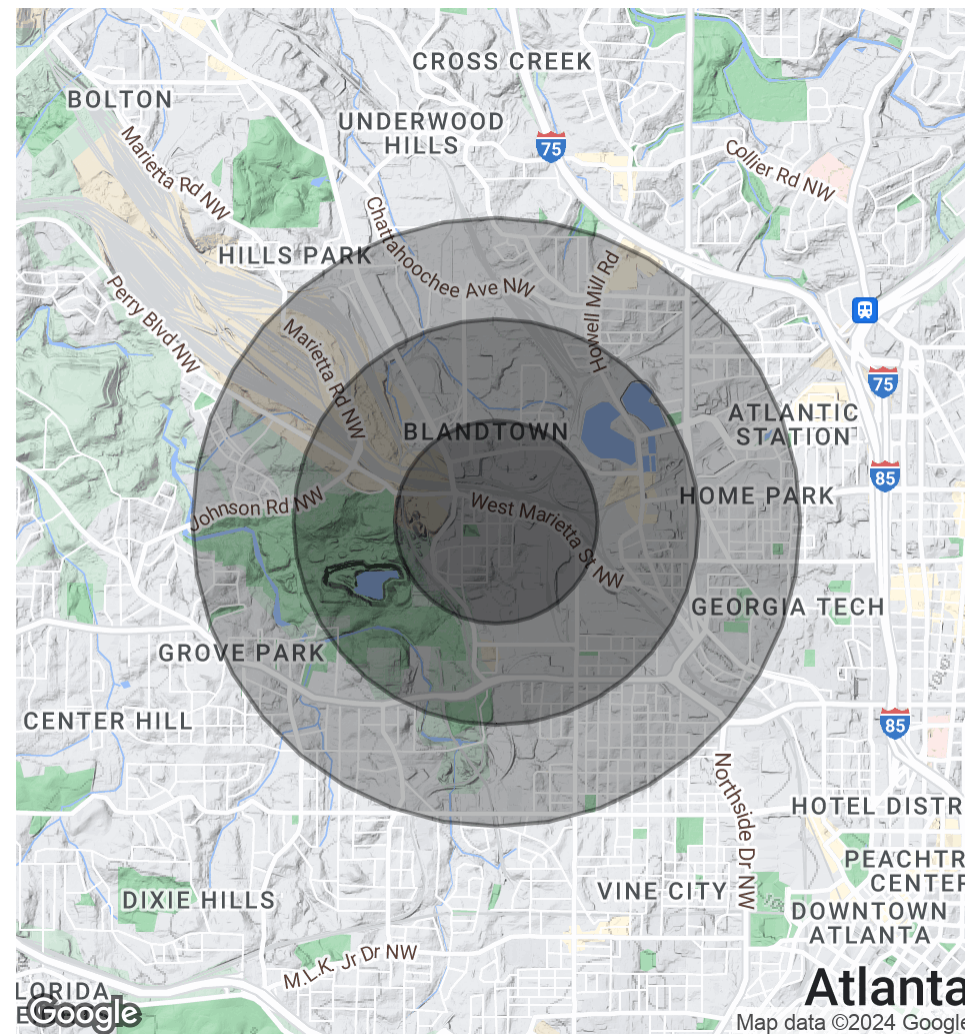 CROSS CREEK
BOLTON
UNDERWOOD
HILLS
75
Marietta Rd NW
Collier Rd NW
Chattahoochee Ave NW
HILLS PARK
Howell Mill Rd
Perry Blvd NW
Marietta Rd NW
75
ATLANTIC
STATION
BLANDTOWN
85
HOME PARK
Johnson Rd NW
West Marietta St NW
GEORGIA TECH
GROVE PARK
CENTER HILL
85
Northside Dr NW
HOTEL DISTR
PEACHTR
CENTER
DIXIE HILLS
VINE CITY
DOWNTOWN
ATLANTA
M.L.K. Jr Dr NW
LORIDA
Atlanta
Google
Map data ©2024 Google